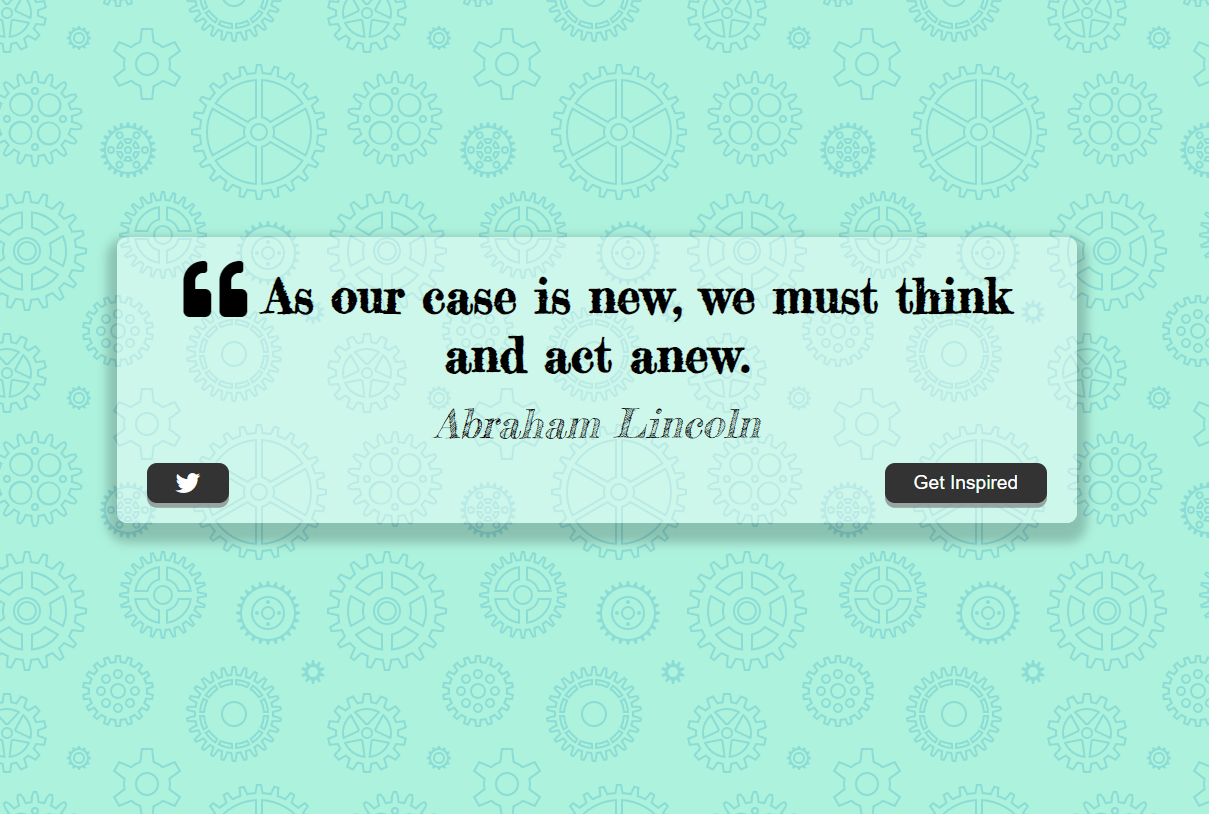 As our case is new, we must think
and act anew.
Abraham Lincoln
Get Inspired